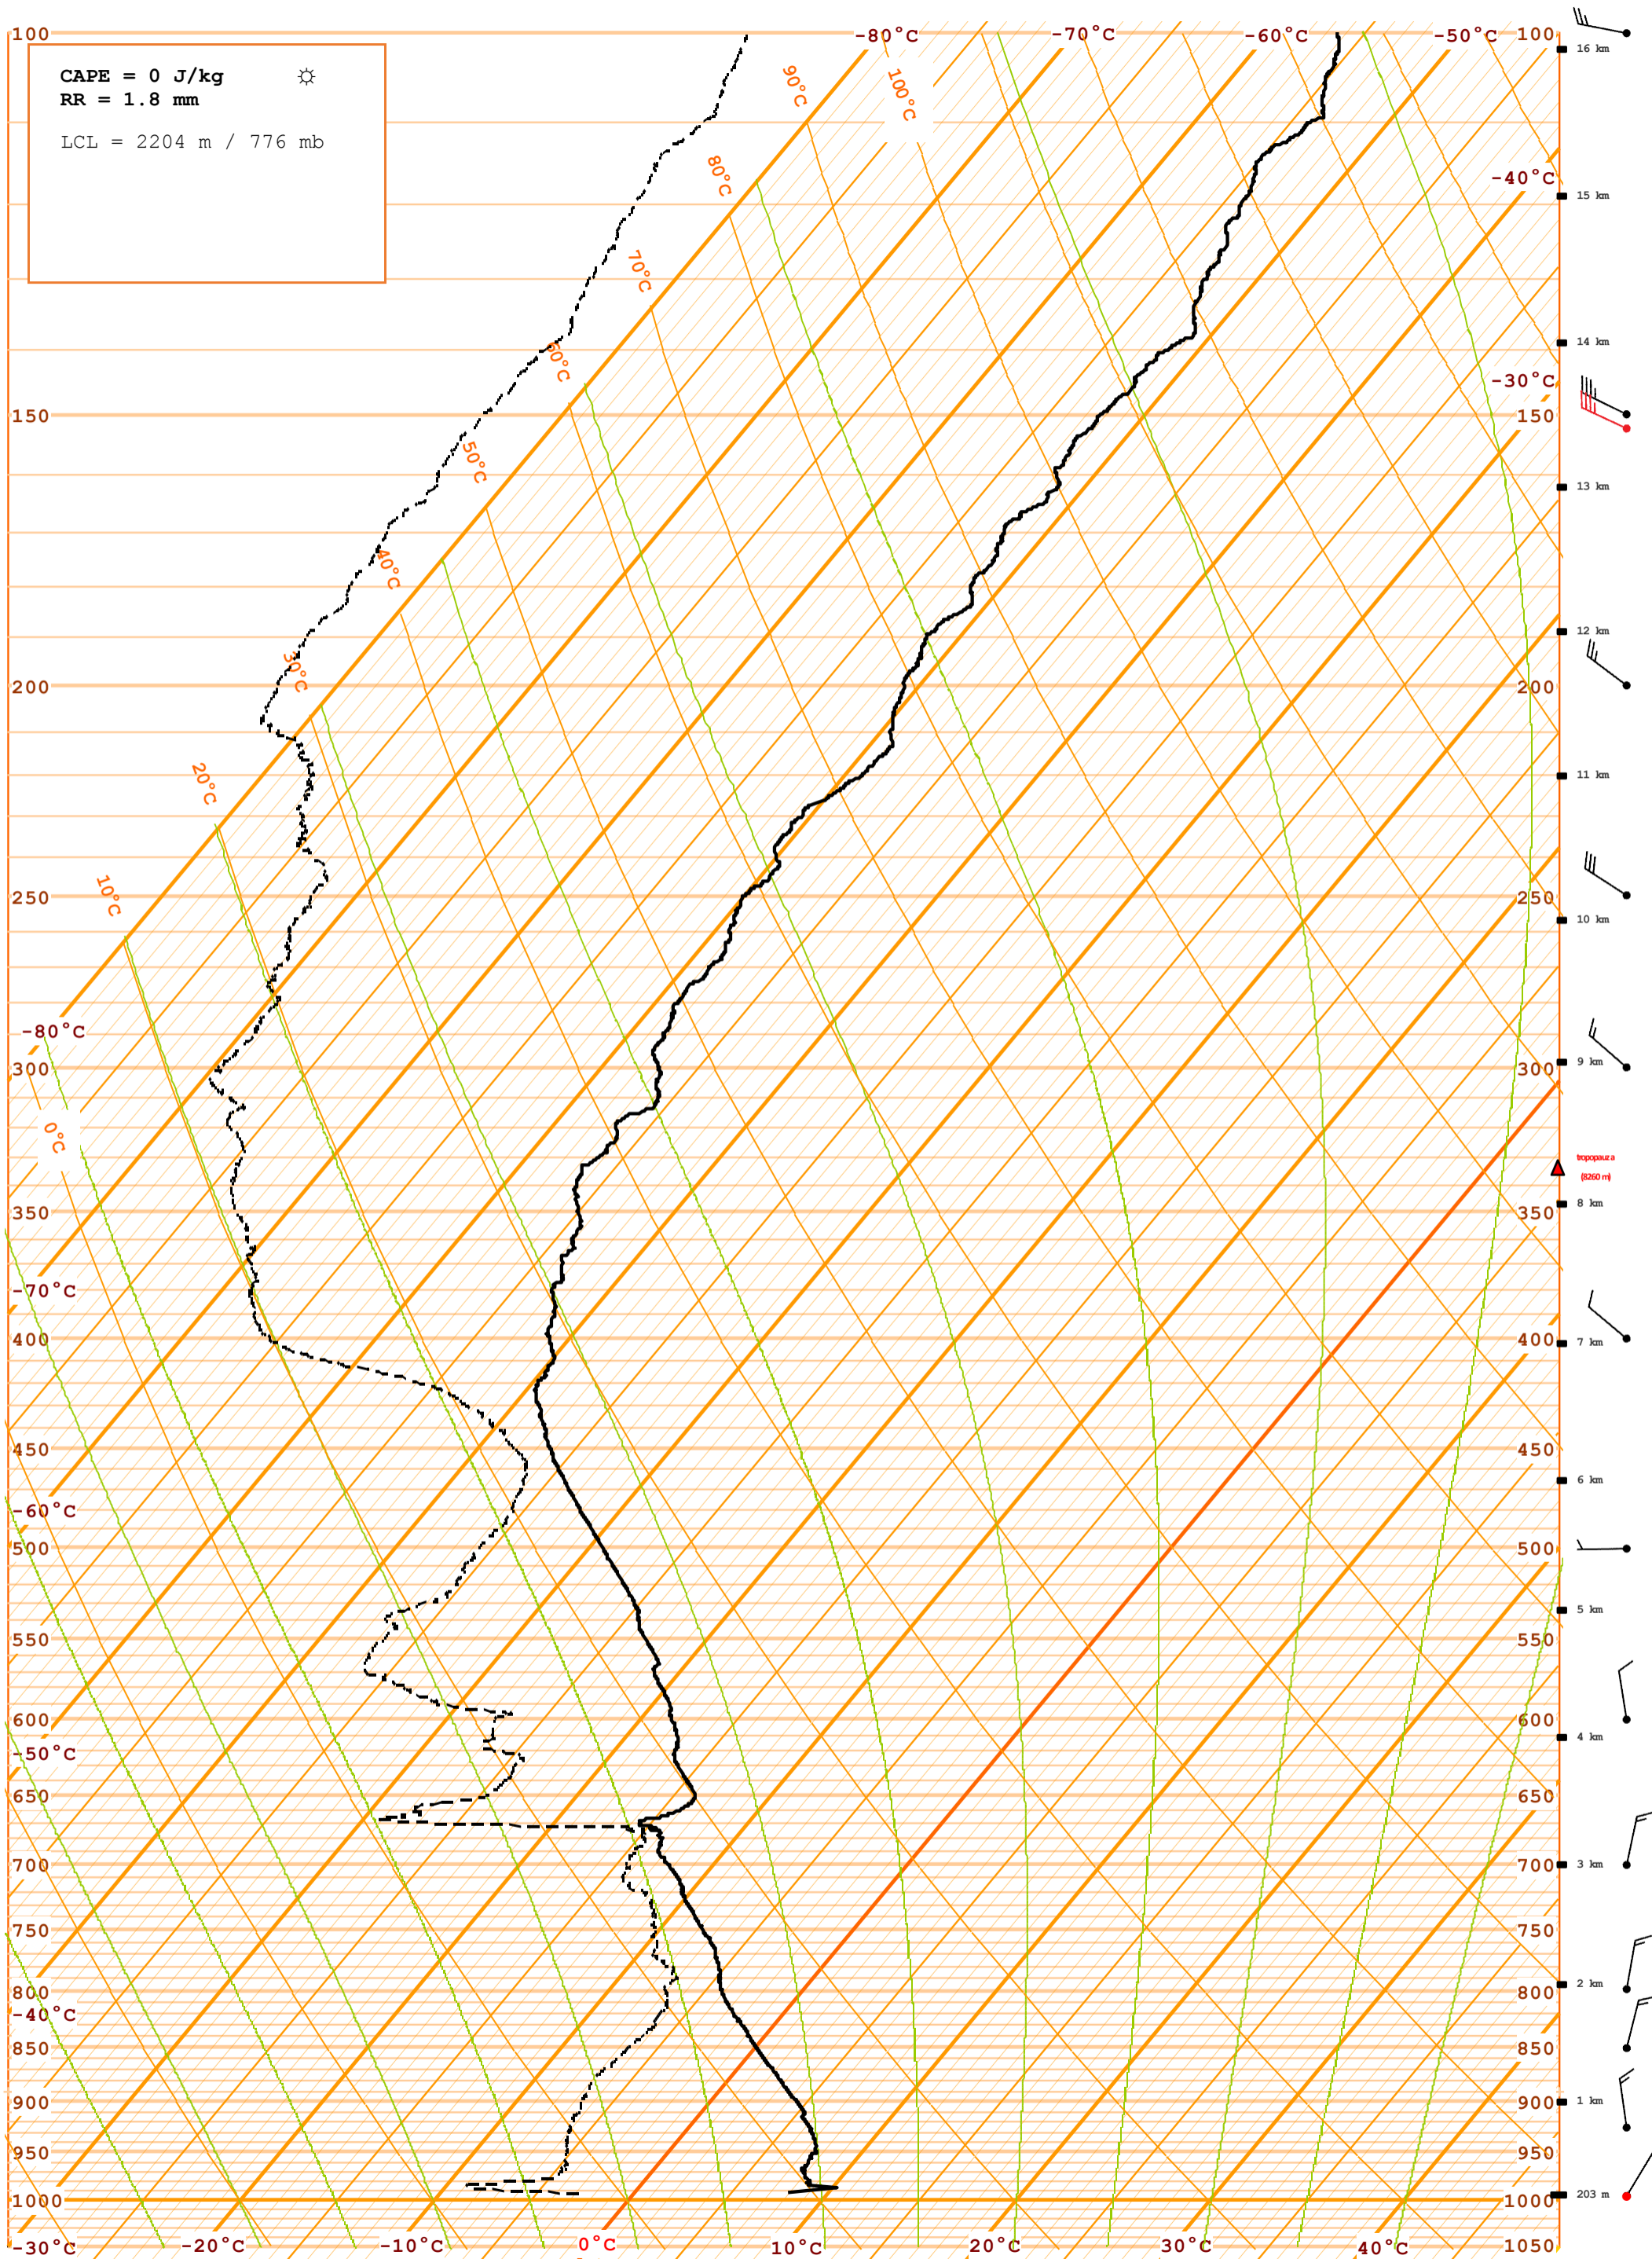 100
-80°C
-70°C
-60°C
-50°C
100
16 km
CAPE = 0 J/kg
RR = 1.8 mm
LCL = 2204 m / 776 mb
90°C
100°C
80°C
-40°C
15 km
70°C
14 km
60°C
-30°C
150
150
50°C
13 km
40°C
12 km
30°C
200
200
20°C
11 km
10°C
250
250
10 km
-80°C
300
300
9 km
0°C
tropopauza
(8260 m)
350
350
8 km
-70°C
400
400
7 km
450
450
6 km
-60°C
500
500
5 km
550
550
600
600
4 km
-50°C
650
650
700
700
3 km
750
750
2 km
800
800
-40°C
850
850
900
900
1 km
950
950
1000
1000
203 m
-30°C
-20°C
-10°C
0°C
10°C
20°C
30°C
40°C
1050